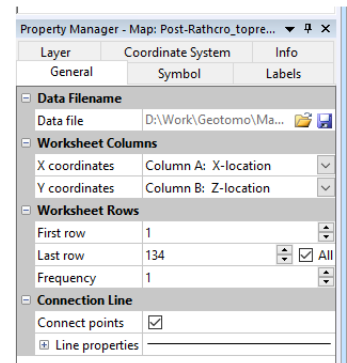 Property Manager - Map: Post-Rathcro_topre...
Layer Coordinate System Info
General Symbol Labels
Data Filename
Data file D:\Work\Geotomo\Ma...
Worksheet Columns
X coordinates Column A: X-location
Y coordinates Column B: Z-location
Worksheet Rows
First row 1
Last row 134 All
Frequency 1
Connection Line
Connect points
Line properties